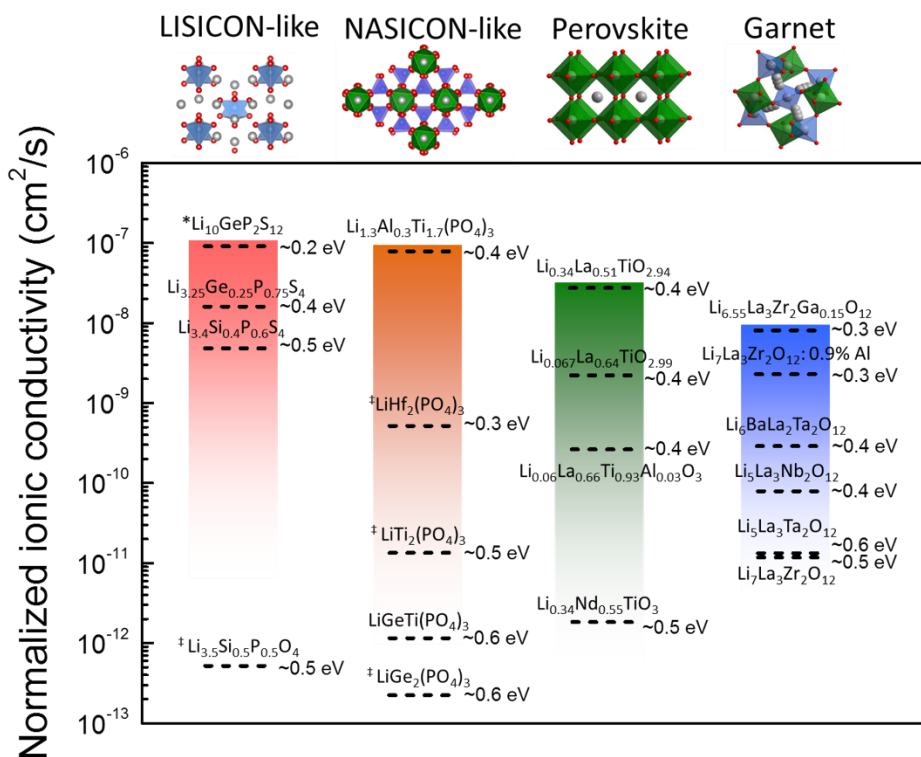 LISICON-like NASICON-like Perovskite Garnet
Normalized ionic conductivity (cm²/s)
10⁻⁶
10⁻⁷
10⁻⁸
10⁻⁹
10⁻¹⁰
10⁻¹¹
10⁻¹²
10⁻¹³
*Li₁₀GeP₂S₁₂
~0.2 eV
Li₃.₂₅Ge₀.₂₅P₀.₇₅S₄
~0.4 eV
Li₃.₄Si₀.₄P₀.₆S₄
~0.5 eV
‡Li₃.₅Si₀.₅P₀.₅O₄
~0.5 eV
Li₁.₃Al₀.₃Ti₁.₇(PO₄)₃
~0.4 eV
‡LiHf₂(PO₄)₃
~0.3 eV
‡LiTi₂(PO₄)₃
~0.5 eV
LiGeTi(PO₄)₃
~0.6 eV
‡LiGe₂(PO₄)₃
~0.6 eV
Li₀.₃₄La₀.₅₁TiO₂.₉₄
~0.4 eV
Li₀.₀₆₇La₀.₆₄TiO₂.₉₉
~0.4 eV
~0.4 eV
Li₀.₀₆La₀.₆₆Ti₀.₉₃Al₀.₀₃O₃
Li₀.₃₄Nd₀.₅₅TiO₃
~0.5 eV
Li₆.₅₅La₃Zr₂Ga₀.₁₅O₁₂
~0.3 eV
Li₇La₃Zr₂O₁₂: 0.9% Al
~0.3 eV
Li₆BaLa₂Ta₂O₁₂
~0.4 eV
Li₅La₃Nb₂O₁₂
~0.4 eV
Li₅La₃Ta₂O₁₂
~0.6 eV
~0.5 eV
Li₇La₃Zr₂O₁₂